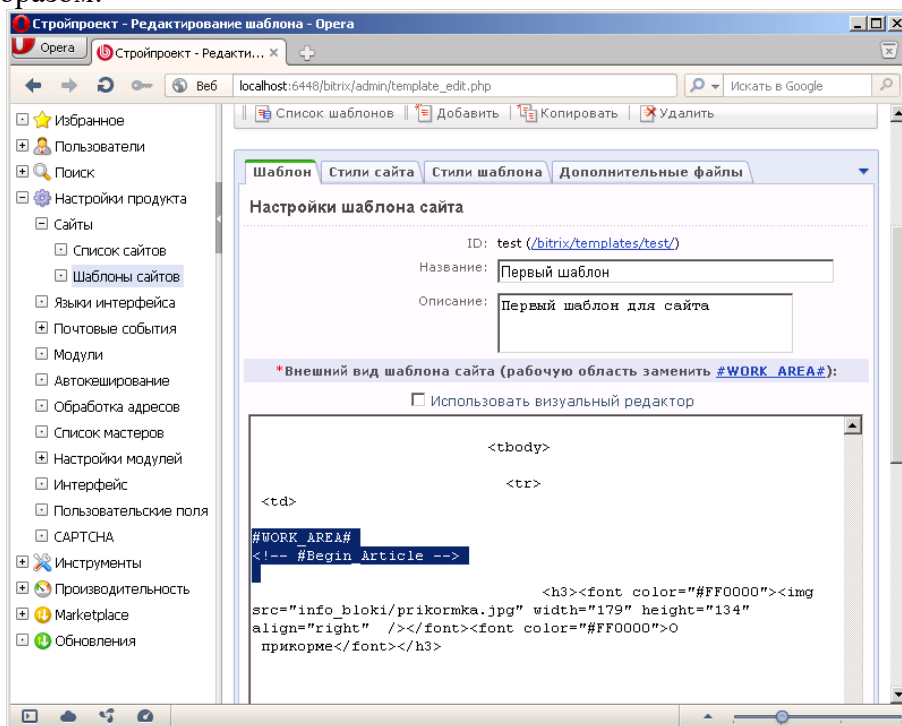 образом:
Стройпроект - Редактирование шаблона - Opera
Opera
Стройпроект - Редакти...
Веб
localhost:6448/bitrix/admin/template_edit.php
Искать в Google
Избранное
Пользователи
Поиск
Настройки продукта
Сайты
Список сайтов
Шаблоны сайтов
Языки интерфейса
Почтовые события
Модули
Автокеширование
Обработка адресов
Список мастеров
Настройки модулей
Интерфейс
Пользовательские поля
CAPTCHA
Инструменты
Производительность
Marketplace
Обновления
Список шаблонов
Добавить
Копировать
Удалить
Шаблон
Стили сайта
Стили шаблона
Дополнительные файлы
Настройки шаблона сайта
ID: test (/bitrix/templates/test/)
Название: Первый шаблон
Описание: Первый шаблон для сайта
*Внешний вид шаблона сайта (рабочую область заменить #WORK_AREA#):
Использовать визуальный редактор
<tbody>
<tr>
<td>
#WORK_AREA#
<!-- #Begin_Article -->
<h3><font color="#FF0000"><img
src="info_bloki/prikormka.jpg" width="179" height="134"
align="right" /></font><font color="#FF0000">О
прикорме</font></h3>